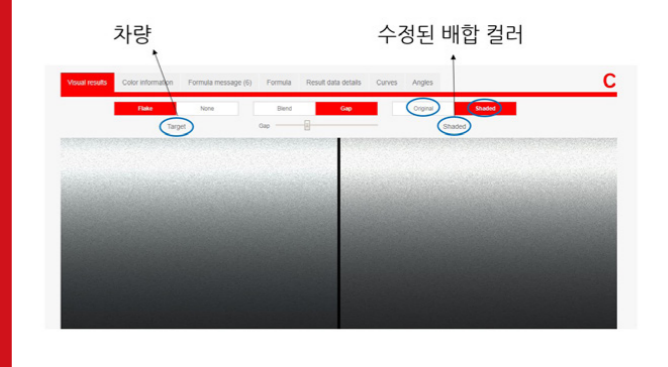 차량 수정된 배합 컬러
Visual results Color information Formula message (6) Formula Result data details Curves Angles C
Flake None Blend Gap Original Shaded
Target Gap Shaded